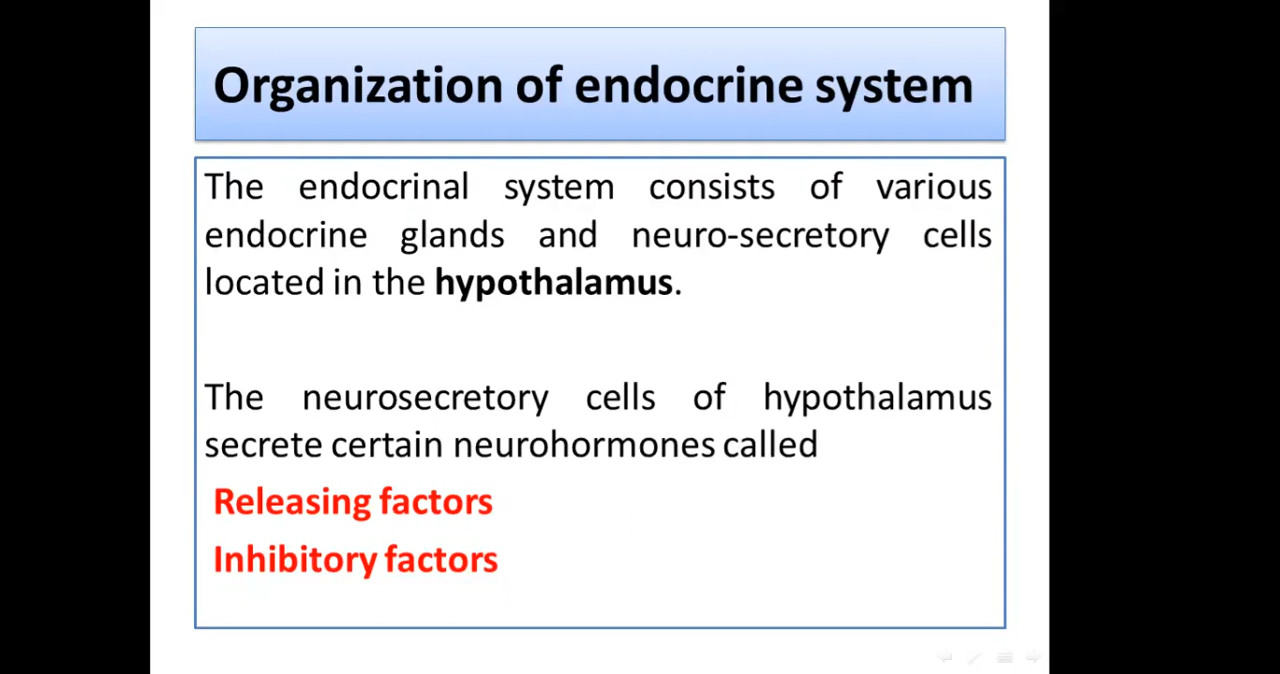 Organization of endocrine system
The endocrinal system consists of various
endocrine glands and neuro-secretory cells
located in the hypothalamus.
The neurosecretory cells of hypothalamus
secrete certain neurohormones called
Releasing factors
Inhibitory factors